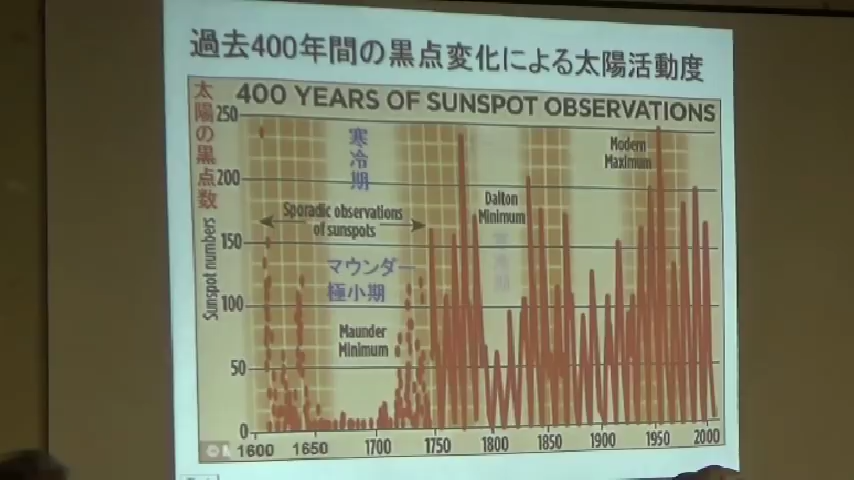 過去400年間の黒点変化による太陽活動度
400 YEARS OF SUNSPOT OBSERVATIONS
太陽の黒点数
Sunspot numbers
250
200
150
100
50
0
寒冷期
Sporadic observations
of sunspots
マウンダー
極小期
Maunder
Minimum
Dalton
Minimum
Modern
Maximum
1600
1650
1700
1750
1800
1850
1900
1950
2000